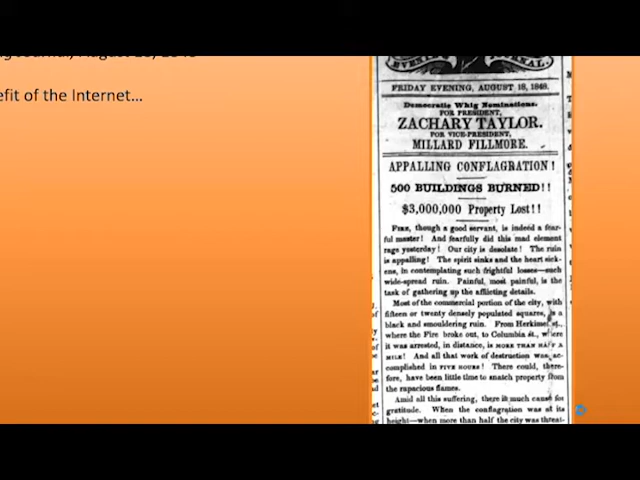 efit of the Internet...
EVENING JOURNAL.
FRIDAY EVENING, AUGUST 18, 1848.
Democratic Whig Nominations.
FOR PRESIDENT,
ZACHARY TAYLOR.
FOR VICE-PRESIDENT,
MILLARD FILLMORE.
APPALLING CONFLAGRATION!
500 BUILDINGS BURNED!!
$3,000,000 Property Lost!!
FIRE, though a good servant, is indeed a fear-
ful master! And fearfully did this mad element
rage yesterday! Our city is desolate! The ruin
is appalling! The spirit sinks and the heart sick-
ens, in contemplating such frightful losses—such
wide-spread ruin. Painful, most painful, is the
task of gathering up the afflicting details.
Most of the commercial portion of the city, with
fifteen or twenty densely populated squares, is a
black and smouldering ruin. From Herkimer st.,
where the Fire broke out, to Columbia st., where
it was arrested, in distance, is MORE THAN HALF A
MILE! And all that work of destruction was ac-
complished in FIVE HOURS! There could, there-
fore, have been little time to snatch property from
the rapacious flames.
Amid all this suffering, there is much cause for
gratitude. When the conflagration was at its
height—when more than half the city was threat-